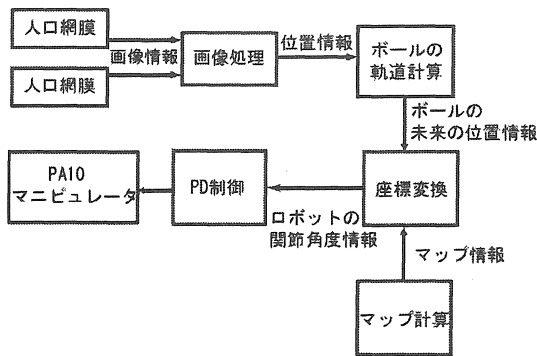 人口網膜
画像情報
人口網膜
画像処理
位置情報
ボールの
軌道計算
ボールの
未来の位置情報
PA10
マニピュレータ
PD制御
座標変換
ロボットの
関節角度情報
マップ情報
マップ計算